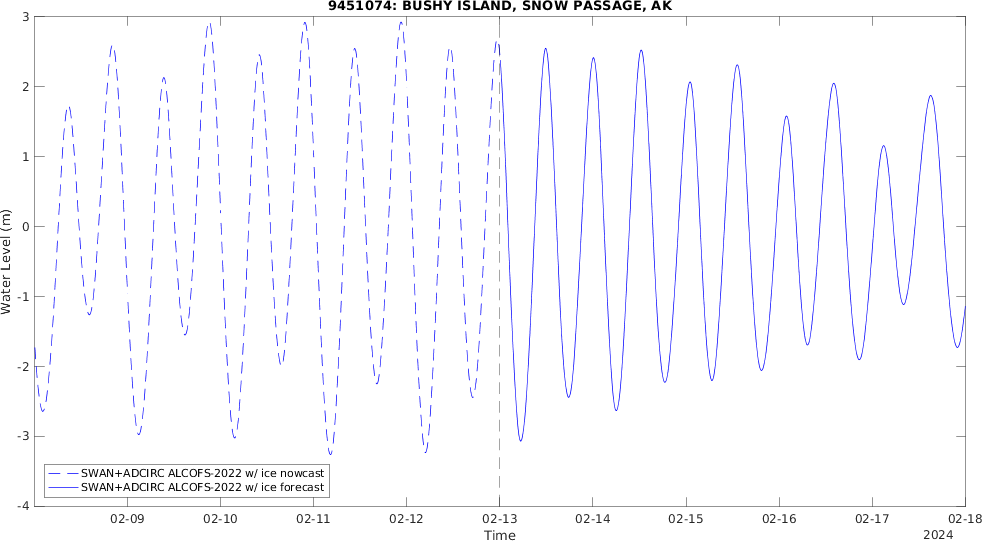 9451074: BUSHY ISLAND, SNOW PASSAGE, AK
3
2
1
0
-1
-2
-3
-4
Water Level (m)
SWAN+ADCIRC ALCOFS-2022 w/ ice nowcast
SWAN+ADCIRC ALCOFS-2022 w/ ice forecast
02-09 02-10 02-11 02-12 02-13 02-14 02-15 02-16 02-17 02-18
Time
2024